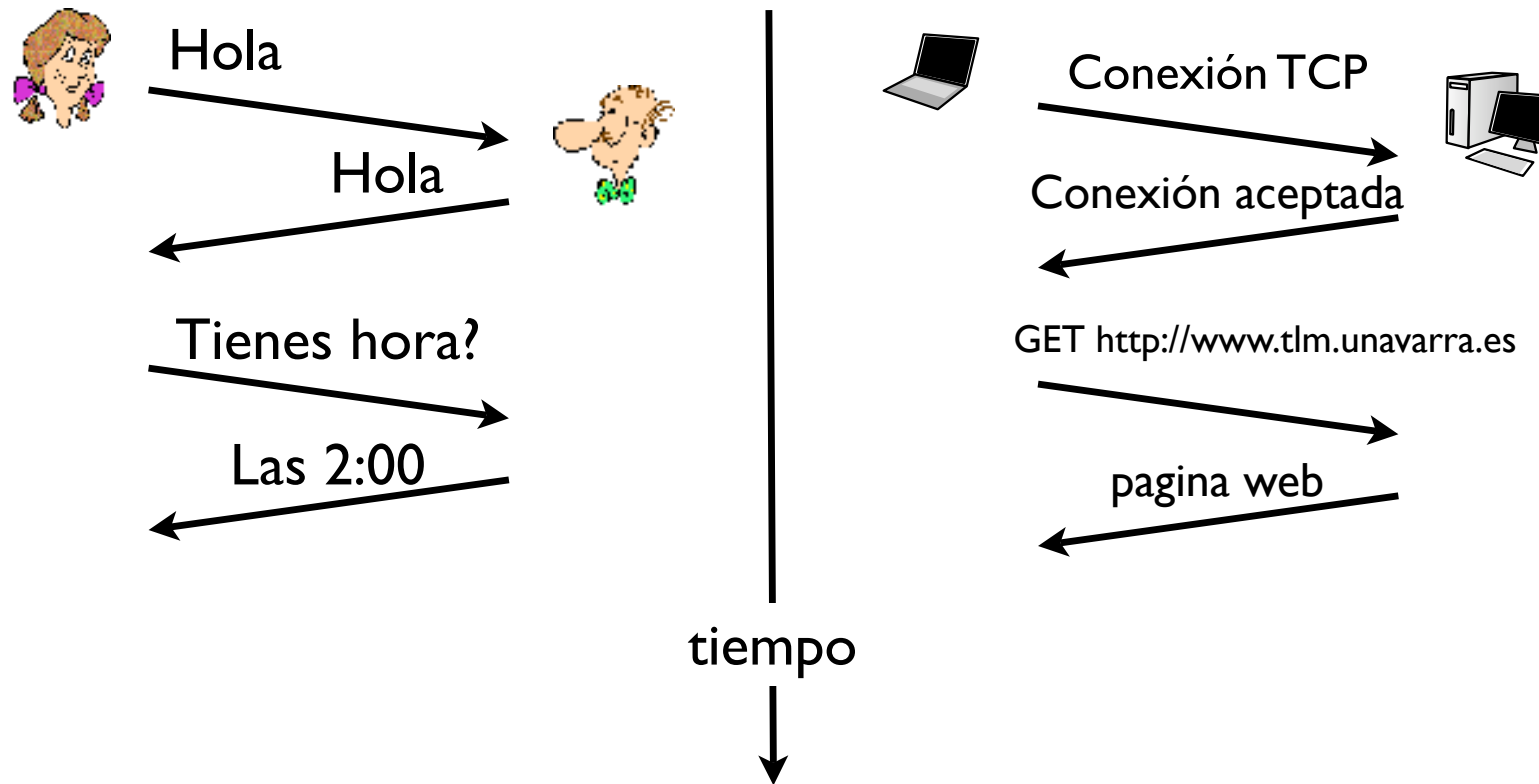 Hola
Hola
Tienes hora?
Las 2:00
tiempo
Conexión TCP
Conexión aceptada
GET http://www.tlm.unavarra.es
pagina web